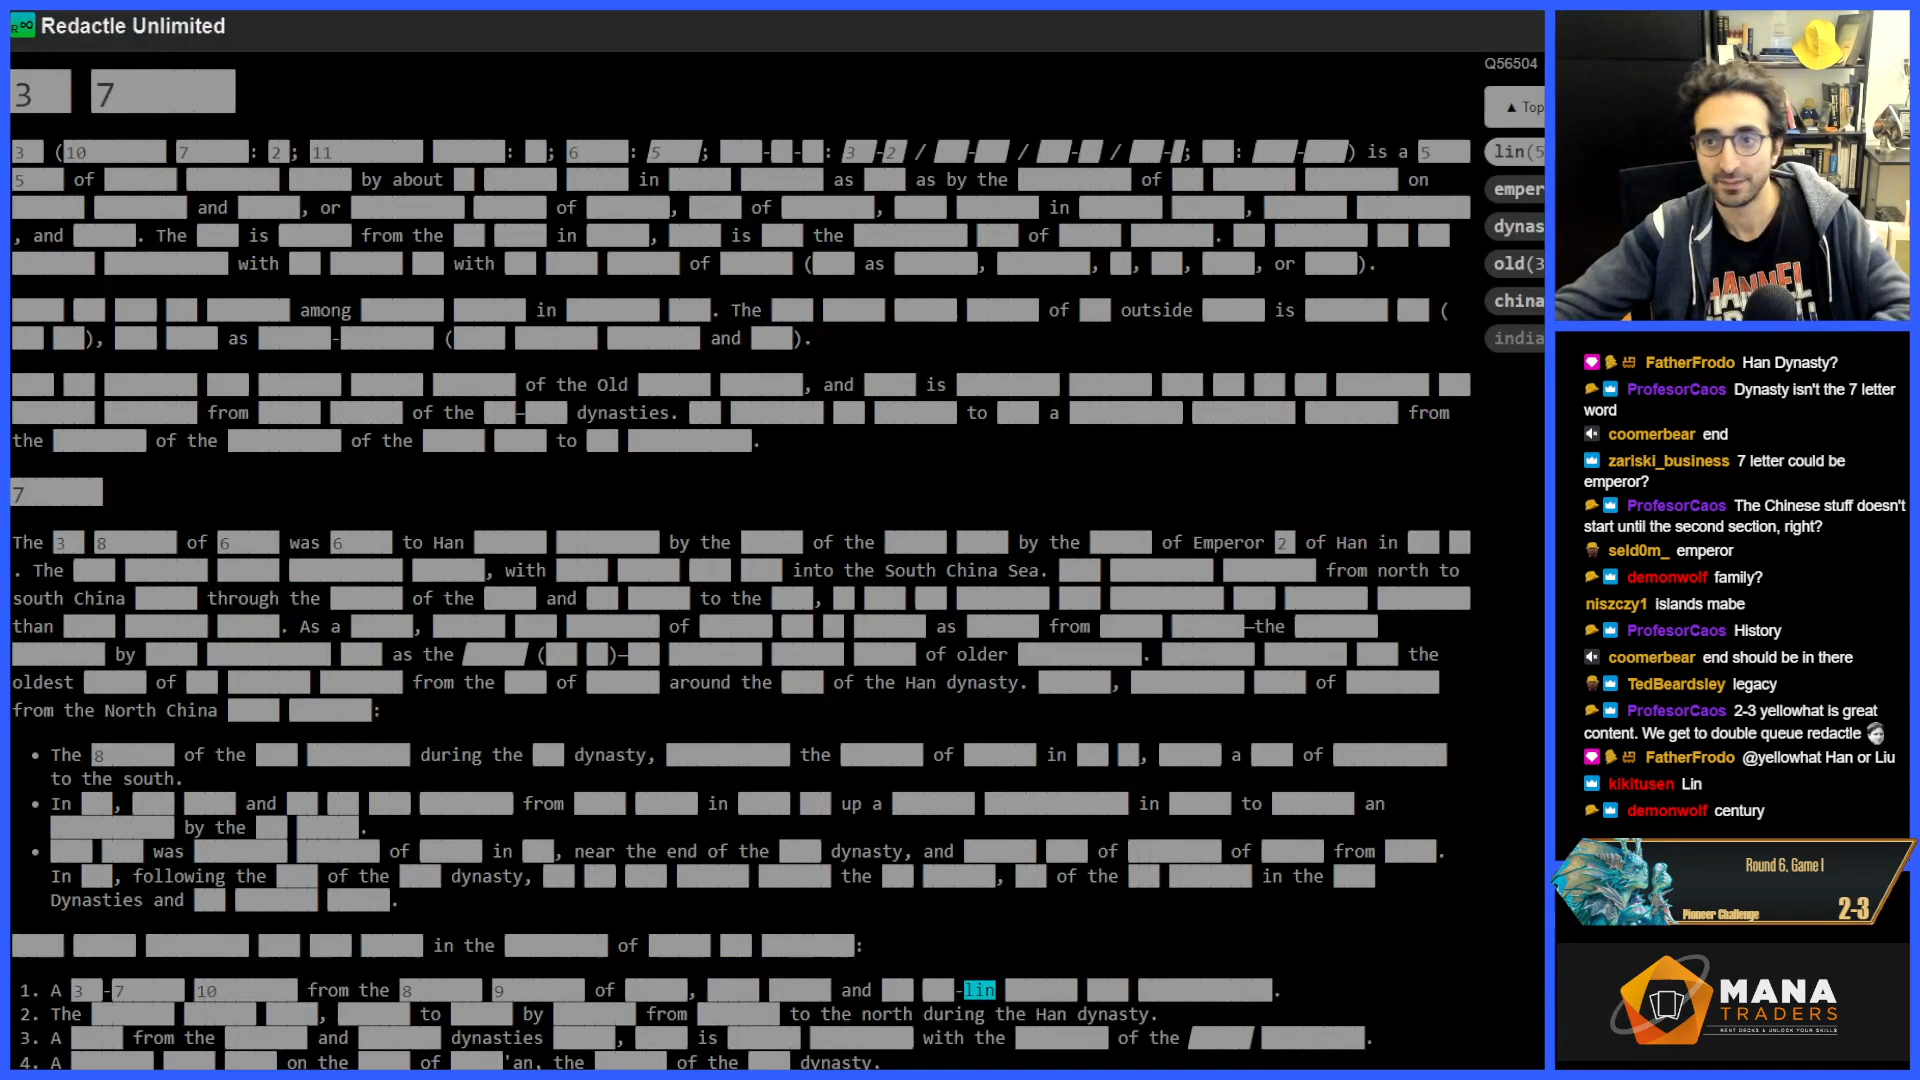 R∞ Redactle Unlimited
Q56504
3 7
▲ Top
3 (10 7 : 2 ; 11 : ; 6 : 5 ; - - : 3 - 2 / - / - / - ; : - ) is a 5
lin(5
5 of by about in as as by the of on
emper
and , or of , of , in ,
dynas
, and . The is from the in , is the of .
old(3
with with of ( as , , , , , or ).
china
among in . The of outside is (
), as - ( and ).
india
of the Old , and is
from of the – dynasties. to a from
the of the of the to .
7
The 3 8 of 6 was 6 to Han by the of the by the of Emperor 2 of Han in
. The , with into the South China Sea. from north to
south China through the of the and to the ,
than . As a , of as from —the
by as the ( )— of older . the
oldest of from the of around the of the Han dynasty. , of
from the North China :
• The 8 of the during the dynasty, the of in , a of
to the south.
• In , and from in up a in to an
by the .
• was of in , near the end of the dynasty, and of of from .
In , following the of the dynasty, the , of the in the
Dynasties and .
in the of :
1. A 3 -7 10 from the 8 9 of , and -lin .
2. The , to by from to the north during the Han dynasty.
3. A from the and dynasties , is with the of the .
4. A on the of 'an, the of the dynasty.
CHANNEL
FatherFrodo Han Dynasty?
ProfesorCaos Dynasty isn't the 7 letter
word
coomerbear end
zariski_business 7 letter could be
emperor?
ProfesorCaos The Chinese stuff doesn't
start until the second section, right?
seld0m_ emperor
demonwolf family?
niszczy1 islands mabe
ProfesorCaos History
coomerbear end should be in there
TedBeardsley legacy
ProfesorCaos 2-3 yellowhat is great
content. We get to double queue redactle
FatherFrodo @yellowhat Han or Liu
kikitusen Lin
demonwolf century
Round 6, Game 1
Pioneer Challenge
2-3
MANA
TRADERS
RENT DECKS & UNLOCK YOUR SKILLS